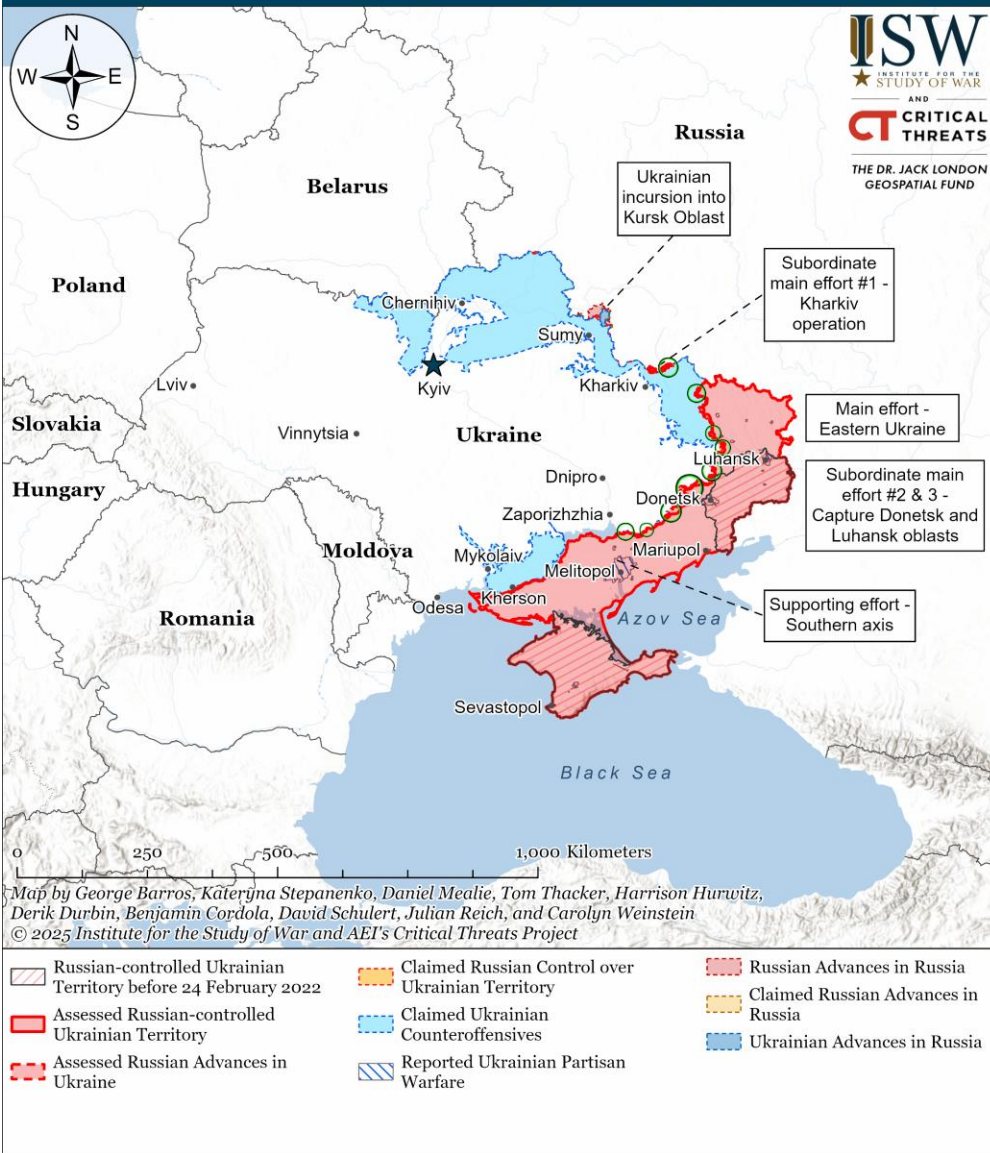 N
W
E
S
ISW
INSTITUTE FOR THE
STUDY OF WAR
AND
CT CRITICAL
THREATS
THE DR. JACK LONDON
GEOSPATIAL FUND
Russia
Ukrainian
incursion into
Kursk Oblast
Belarus
Subordinate
main effort #1 -
Kharkiv
operation
Poland
Chernihiv
Sumy
Kyiv
Lviv
Kharkiv
Slovakia
Vinnytsia
Ukraine
Main effort -
Eastern Ukraine
Luhansk
Hungary
Dnipro
Donetsk
Subordinate main
effort #2 & 3 -
Capture Donetsk and
Luhansk oblasts
Zaporizhzhia
Moldova
Mykolaiv
Mariupol
Melitopol
Kherson
Odesa
Romania
Azov Sea
Supporting effort -
Southern axis
Sevastopol
Black Sea
0
250
500
1,000 Kilometers
Map by George Barros, Kateryna Stepanenko, Daniel Mealie, Tom Thacker, Harrison Hurwitz,
Derik Durbin, Benjamin Cordola, David Schulert, Julian Reich, and Carolyn Weinstein
© 2025 Institute for the Study of War and AEI's Critical Threats Project
Russian-controlled Ukrainian
Territory before 24 February 2022
Assessed Russian-controlled
Ukrainian Territory
Assessed Russian Advances in
Ukraine
Claimed Russian Control over
Ukrainian Territory
Claimed Ukrainian
Counteroffensives
Reported Ukrainian Partisan
Warfare
Russian Advances in Russia
Claimed Russian Advances in
Russia
Ukrainian Advances in Russia